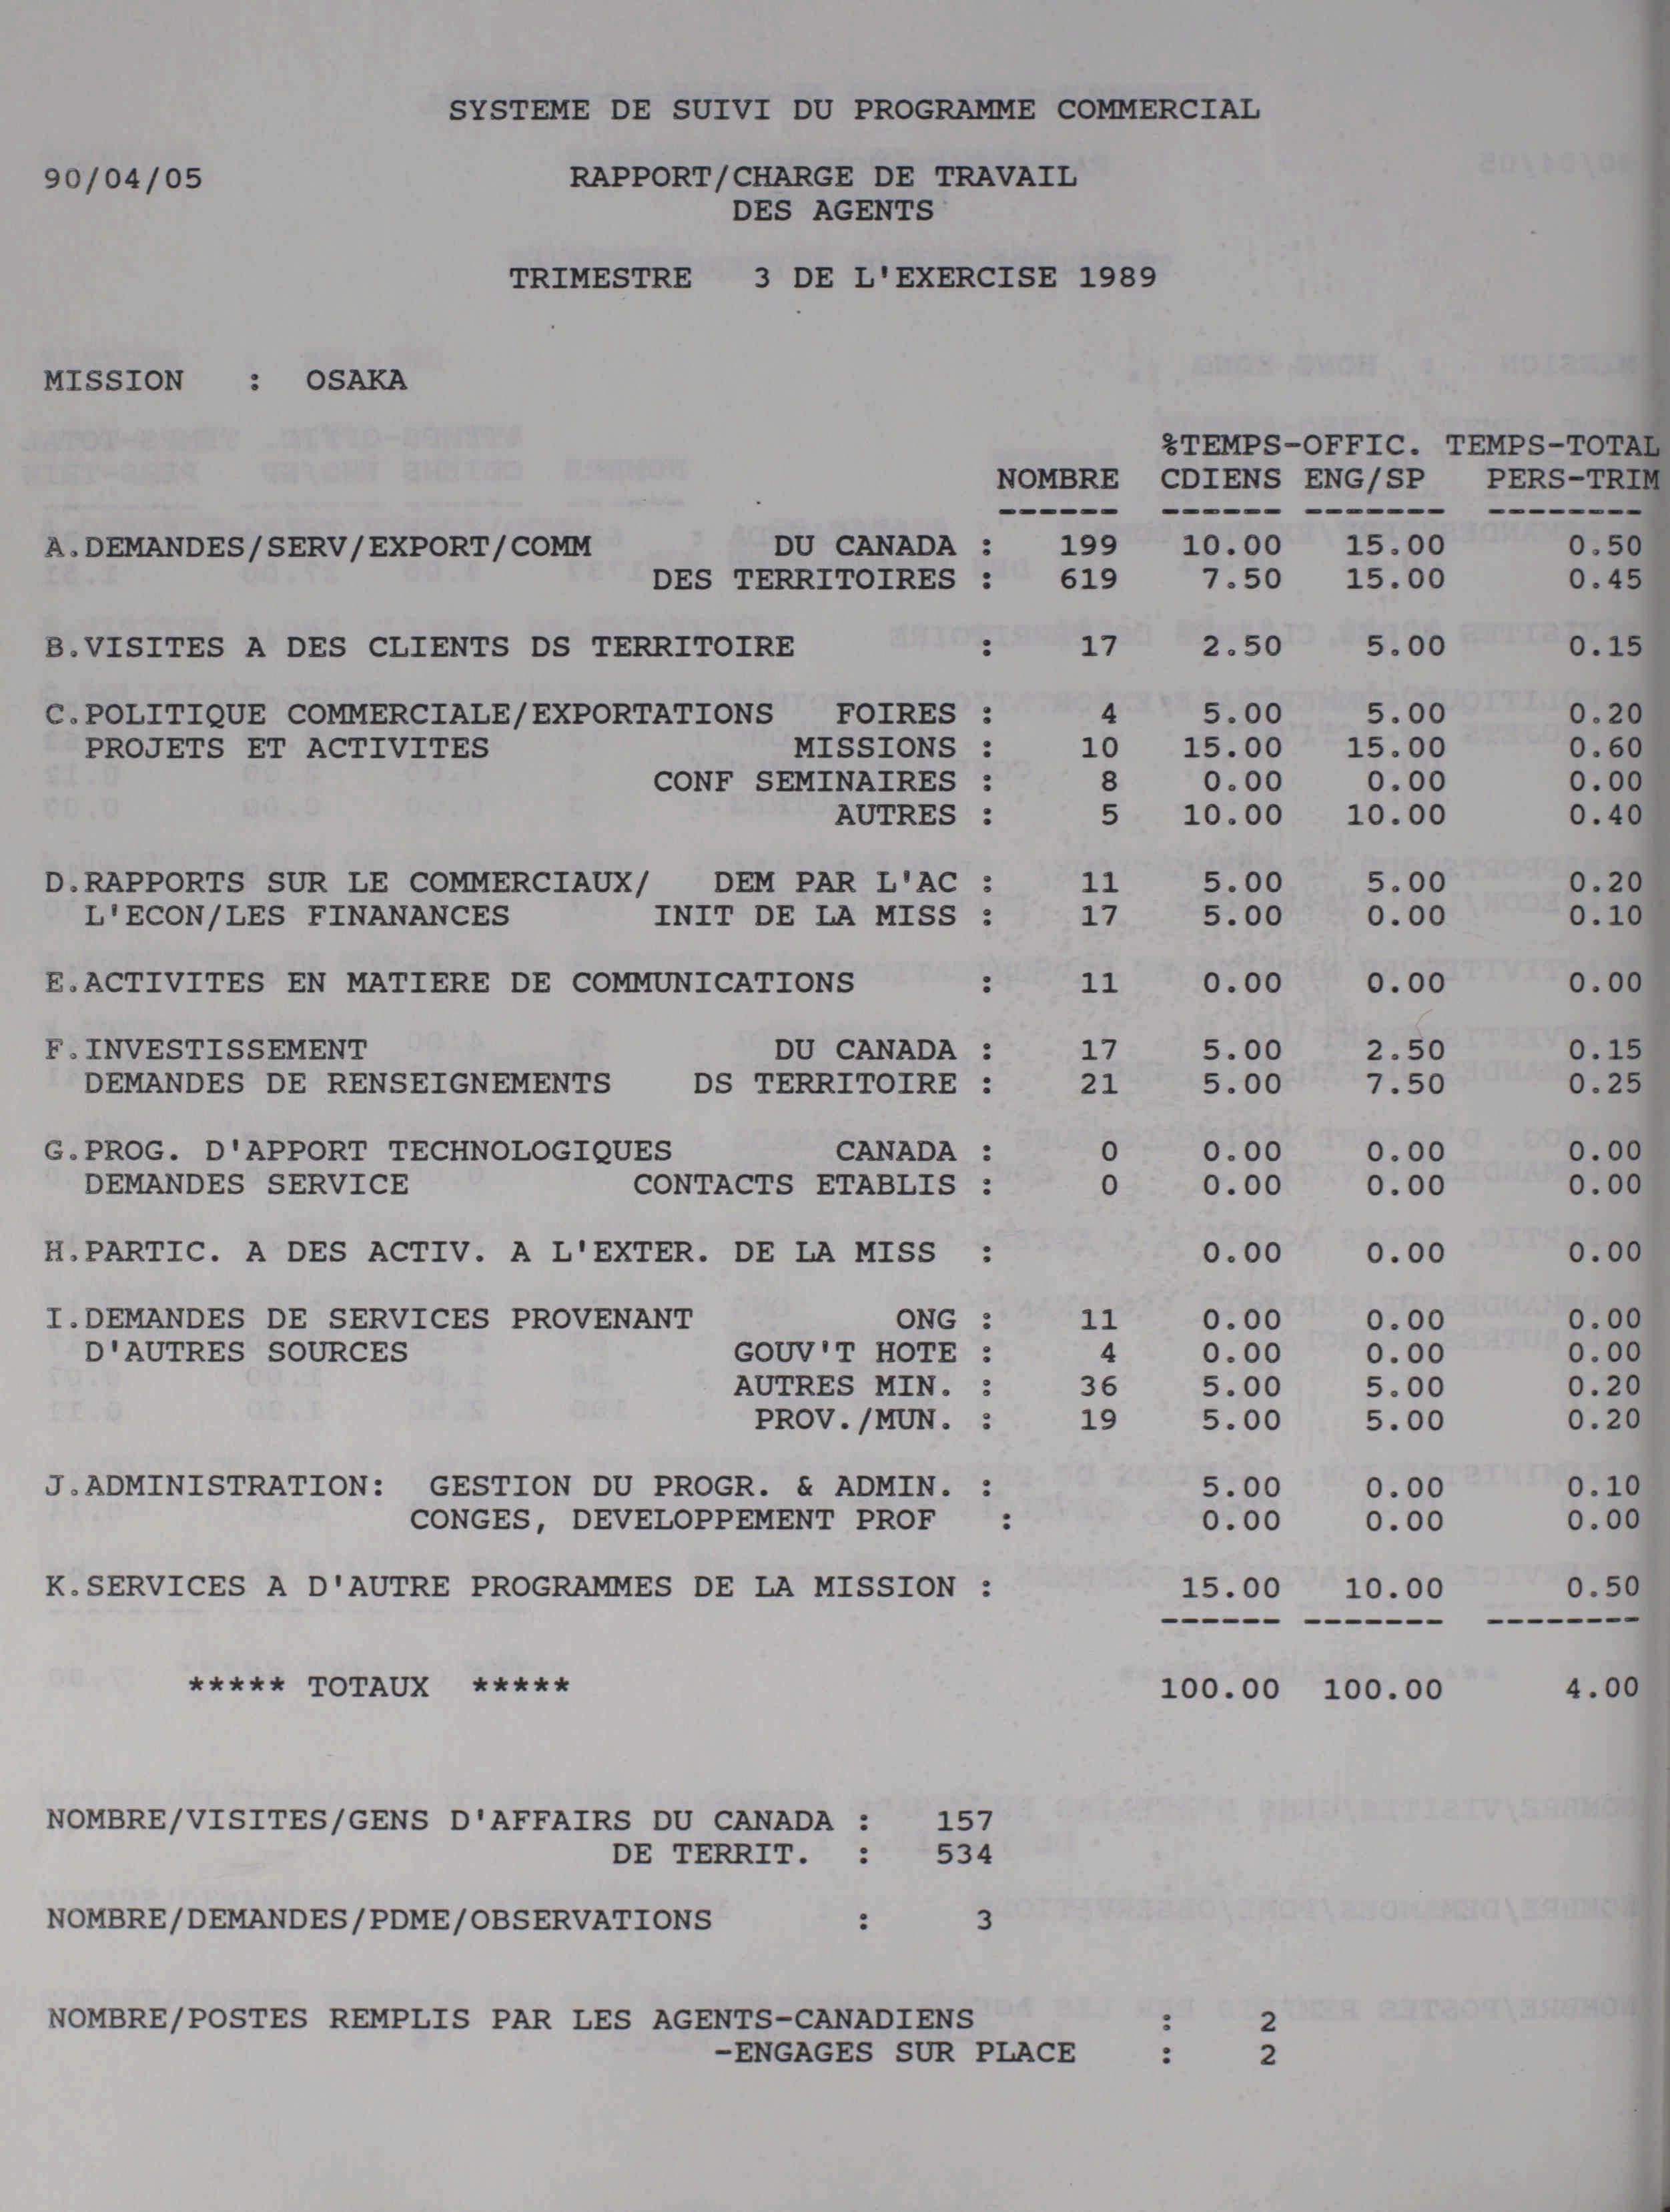 SYSTEME DE SUIVI DU PROGRAMME COMMERCIAL
90/04/05 RAPPORT/CHARGE DE TRAVAIL
DES AGENTS
TRIMESTRE 3 DE L'EXERCISE 1989
MISSION : OSAKA
%TEMPS-OFFIC. TEMPS-TOTAL
NOMBRE CDIENS ENG/SP PERS-TRIM
------ ------ ------- --------
A.DEMANDES/SERV/EXPORT/COMM DU CANADA : 199 10.00 15.00 0.50
DES TERRITOIRES : 619 7.50 15.00 0.45
B.VISITES A DES CLIENTS DS TERRITOIRE : 17 2.50 5.00 0.15
C.POLITIQUE COMMERCIALE/EXPORTATIONS FOIRES : 4 5.00 5.00 0.20
PROJETS ET ACTIVITES MISSIONS : 10 15.00 15.00 0.60
CONF SEMINAIRES : 8 0.00 0.00 0.00
AUTRES : 5 10.00 10.00 0.40
D.RAPPORTS SUR LE COMMERCIAUX/ DEM PAR L'AC : 11 5.00 5.00 0.20
L'ECON/LES FINANANCES INIT DE LA MISS : 17 5.00 0.00 0.10
E.ACTIVITES EN MATIERE DE COMMUNICATIONS : 11 0.00 0.00 0.00
F.INVESTISSEMENT DU CANADA : 17 5.00 2.50 0.15
DEMANDES DE RENSEIGNEMENTS DS TERRITOIRE : 21 5.00 7.50 0.25
G.PROG. D'APPORT TECHNOLOGIQUES CANADA : 0 0.00 0.00 0.00
DEMANDES SERVICE CONTACTS ETABLIS : 0 0.00 0.00 0.00
H.PARTIC. A DES ACTIV. A L'EXTER. DE LA MISS : 0.00 0.00 0.00
I.DEMANDES DE SERVICES PROVENANT ONG : 11 0.00 0.00 0.00
D'AUTRES SOURCES GOUV'T HOTE : 4 0.00 0.00 0.00
AUTRES MIN. : 36 5.00 5.00 0.20
PROV./MUN. : 19 5.00 5.00 0.20
J.ADMINISTRATION: GESTION DU PROGR. & ADMIN. : 5.00 0.00 0.10
CONGES, DEVELOPPEMENT PROF : 0.00 0.00 0.00
K.SERVICES A D'AUTRE PROGRAMMES DE LA MISSION : 15.00 10.00 0.50
------ ------- --------
***** TOTAUX ***** 100.00 100.00 4.00
NOMBRE/VISITES/GENS D'AFFAIRS DU CANADA : 157
DE TERRIT. : 534
NOMBRE/DEMANDES/PDME/OBSERVATIONS : 3
NOMBRE/POSTES REMPLIS PAR LES AGENTS-CANADIENS : 2
-ENGAGES SUR PLACE : 2